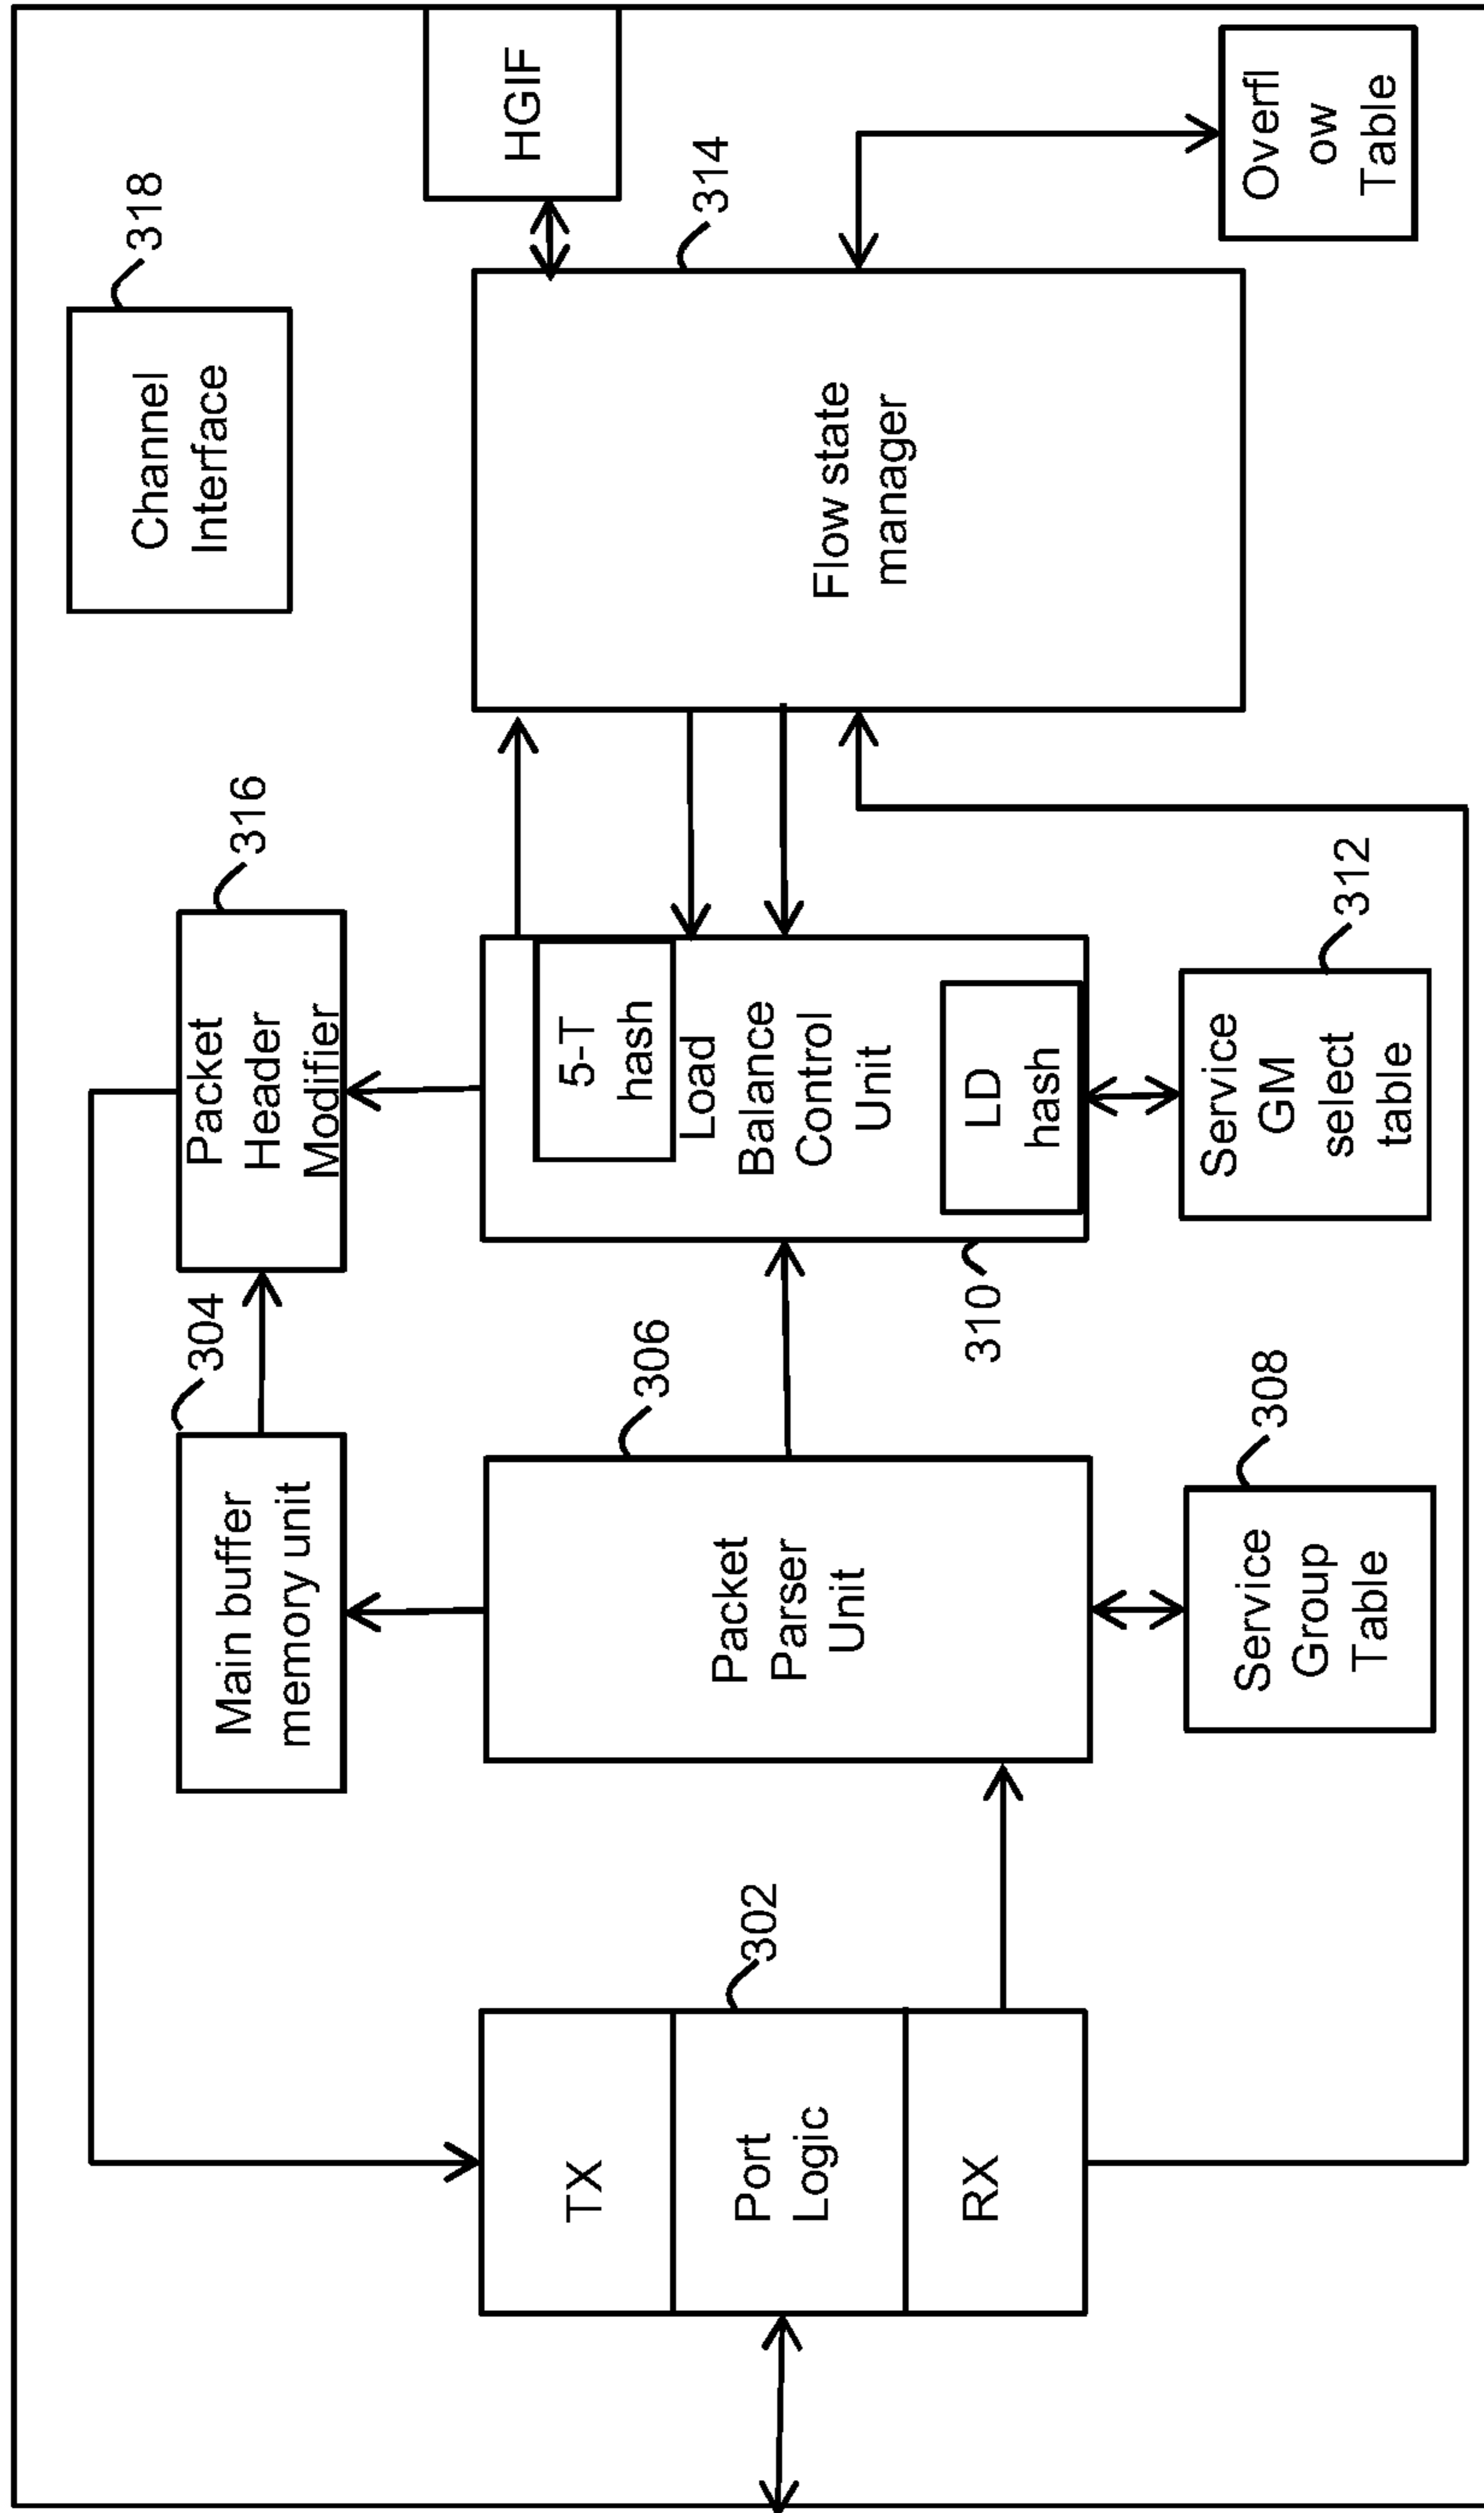 304
316
318
Main buffer
memory unit
Packet
Header
Modifier
Channel
Interface
HGIF
302
306
314
TX
Port
Logic
RX
Packet
Parser
Unit
5-T
hash
Load
Balance
Control
Unit
LD
hash
310
Flow state
manager
308
312
Service
Group
Table
Service
GM
select
table
Overfl
ow
Table